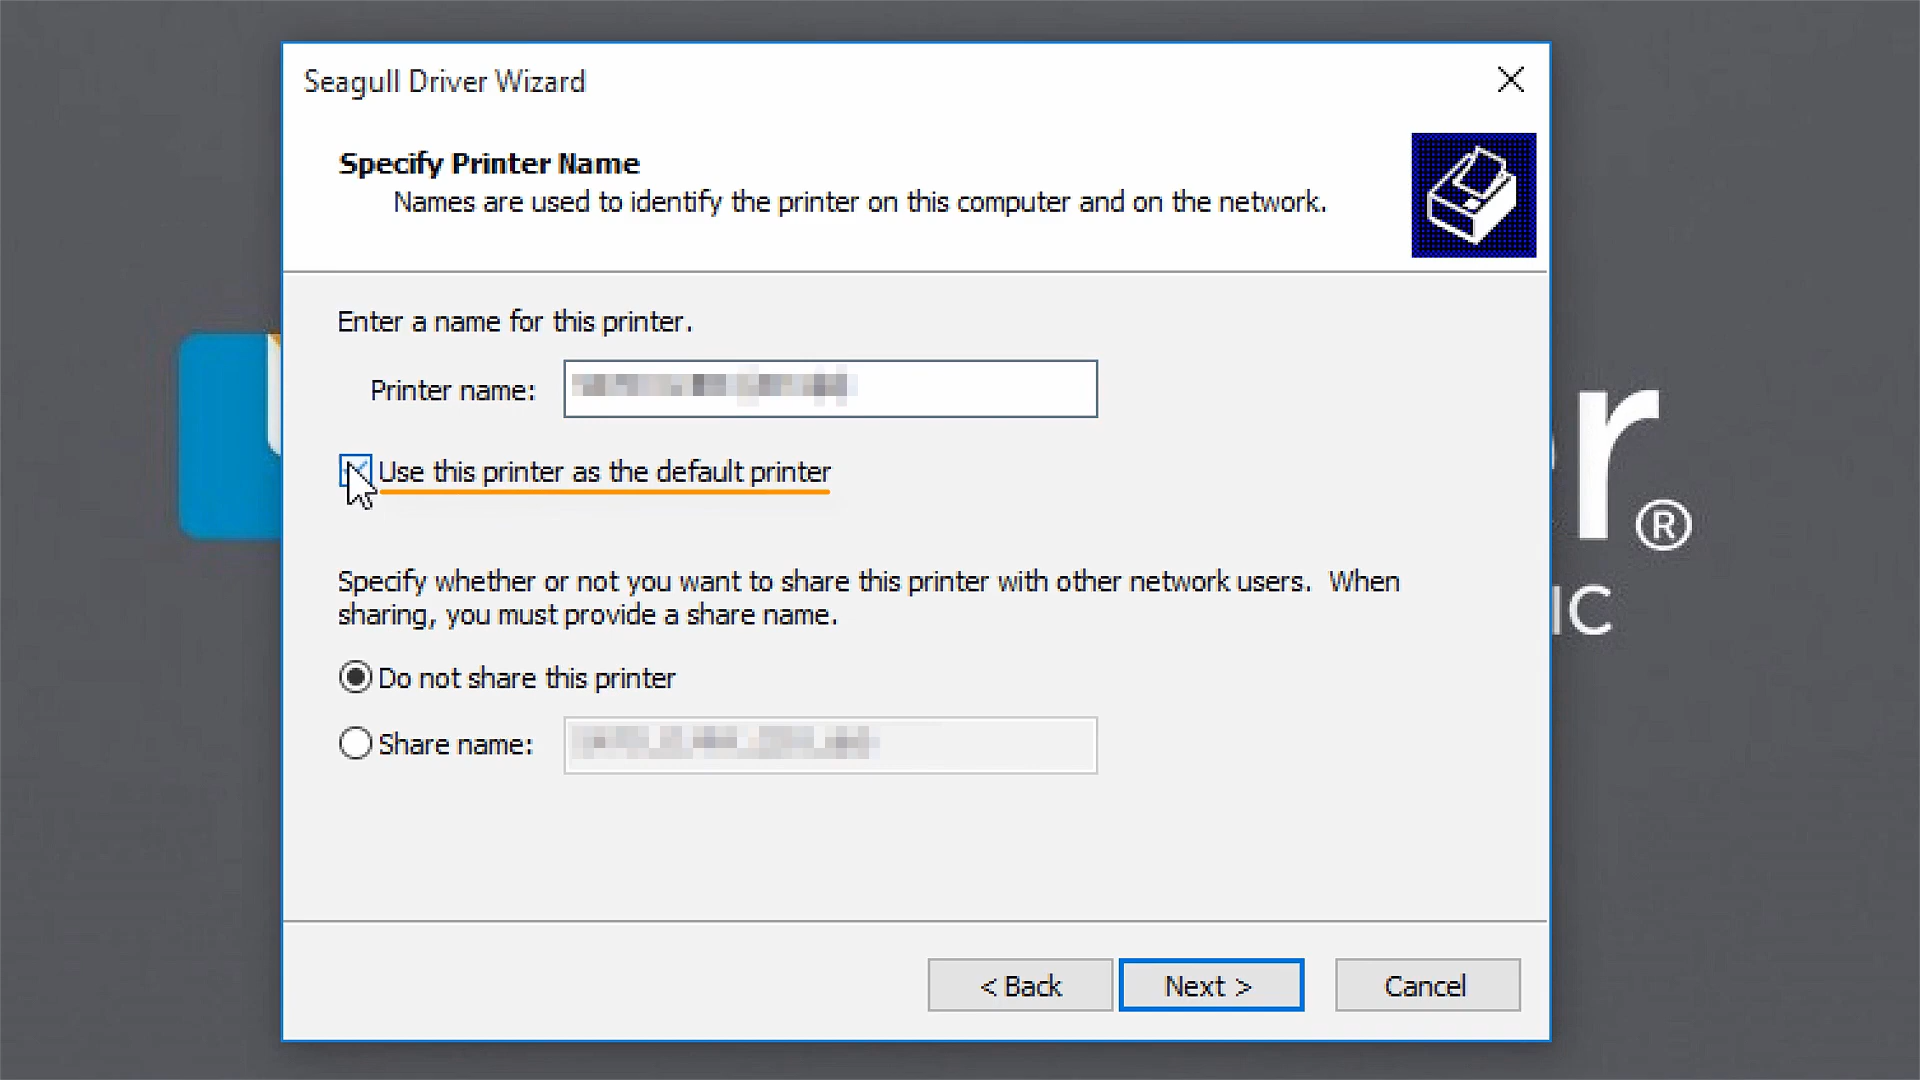 Seagull Driver Wizard
Specify Printer Name
Names are used to identify the printer on this computer and on the network.
Enter a name for this printer.
Printer name:
Use this printer as the default printer
Specify whether or not you want to share this printer with other network users.  When
sharing, you must provide a share name.
Do not share this printer
Share name:
< Back
Next >
Cancel
r®
IC